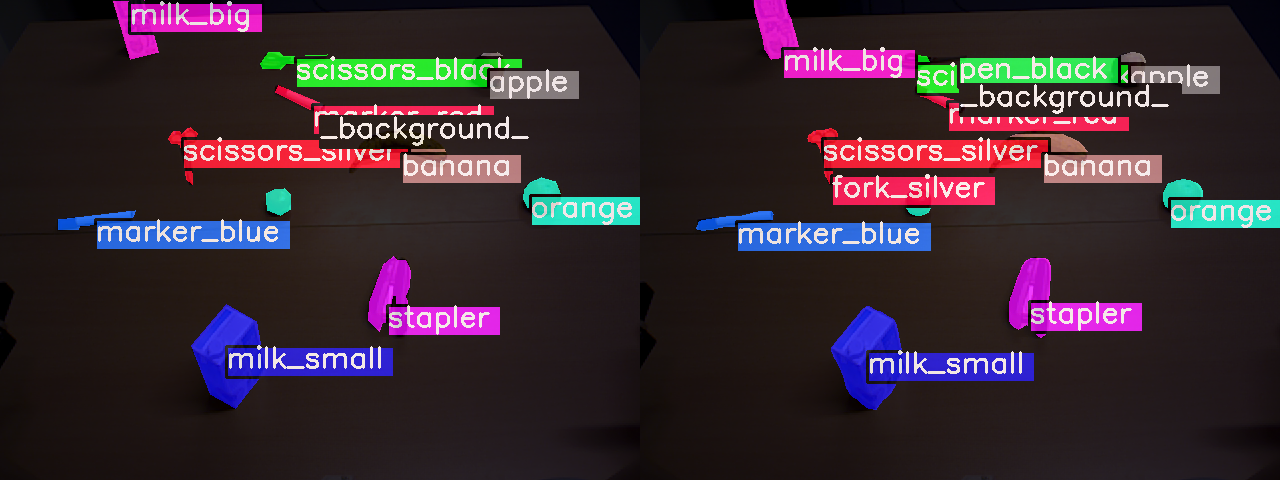 milk_big
scissors_black
apple
marker_red
_background_
scissors_silver
banana
orange
marker_blue
stapler
milk_small
milk_big
pen_black
apple
_background_
marker_red
scissors_silver
banana
fork_silver
orange
marker_blue
stapler
milk_small